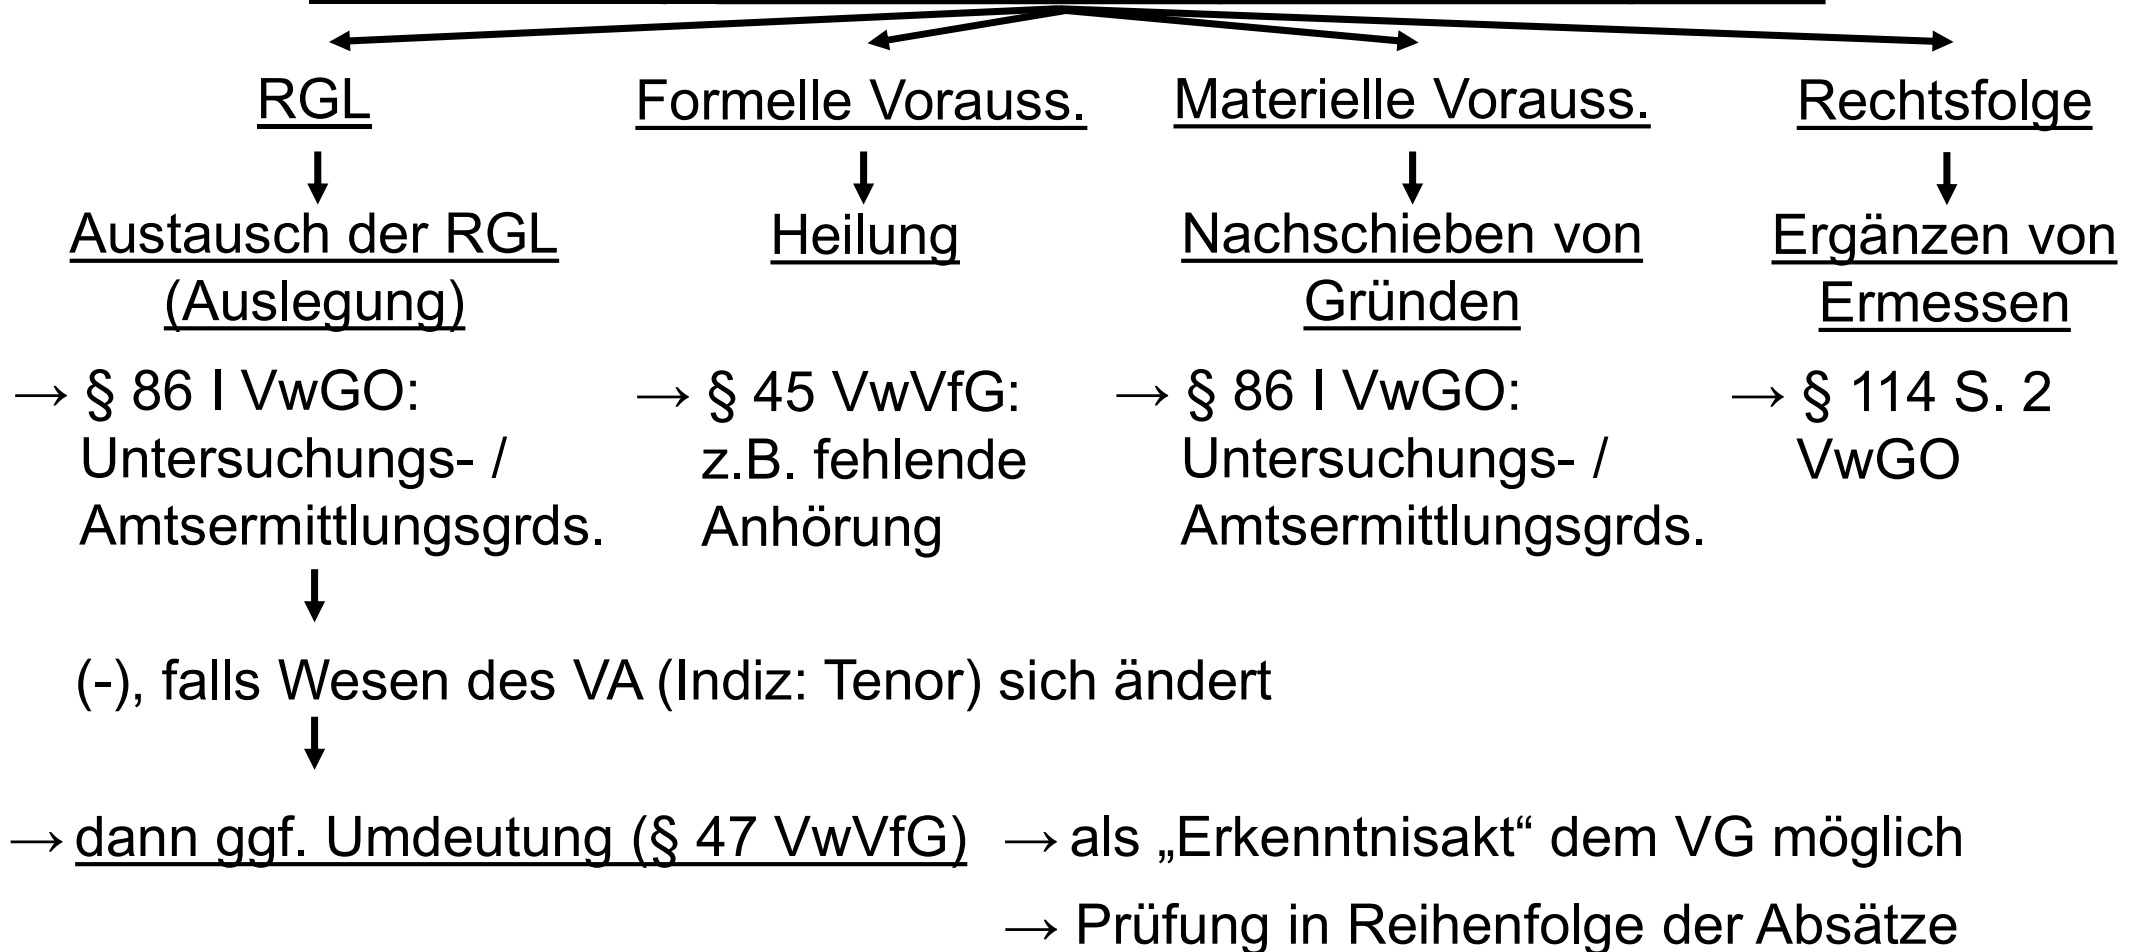 RGL
Formelle Vorauss.
Materielle Vorauss.
Rechtsfolge
Austausch der RGL
(Auslegung)
Heilung
Nachschieben von
Gründen
Ergänzen von
Ermessen
→ § 86 I VwGO:
Untersuchungs- /
Amtsermittlungsgrds.
→ § 45 VwVfG:
z.B. fehlende
Anhörung
→ § 86 I VwGO:
Untersuchungs- /
Amtsermittlungsgrds.
→ § 114 S. 2
VwGO
(-), falls Wesen des VA (Indiz: Tenor) sich ändert
→ dann ggf. Umdeutung (§ 47 VwVfG)
→ als „Erkenntnisakt“ dem VG möglich
→ Prüfung in Reihenfolge der Absätze